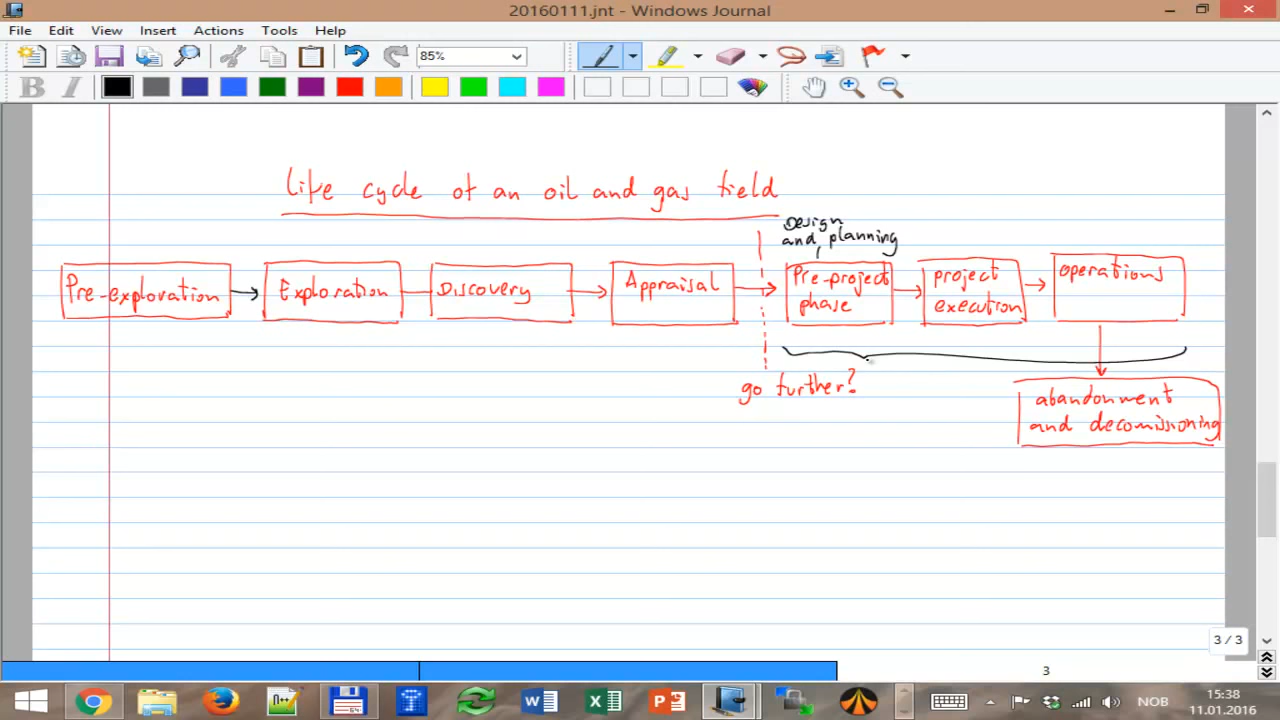 20160111.jnt - Windows Journal
File Edit View Insert Actions Tools Help
85%
B I
Life cycle of an oil and gas field
Design
and planning
Pre-exploration Exploration Discovery Appraisal Pre-project phase project execution operations
go further?
abandonment
and decomissioning
3 / 3
3
NOB
15:38
11.01.2016